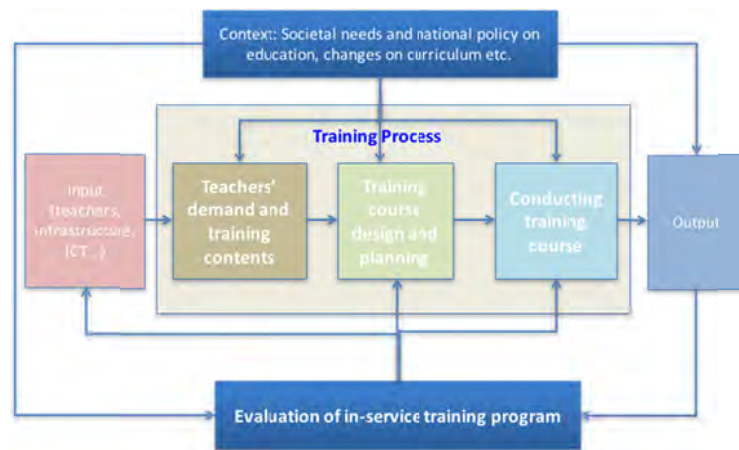 Context: Societal needs and national policy on
education, changes on curriculum etc.
Training Process
Input
(teachers,
infrastructure,
ICT...)
Teachers'
demand and
training
contents
Training
course
design and
planning
Conducting
training
course
Output
Evaluation of in-service training program